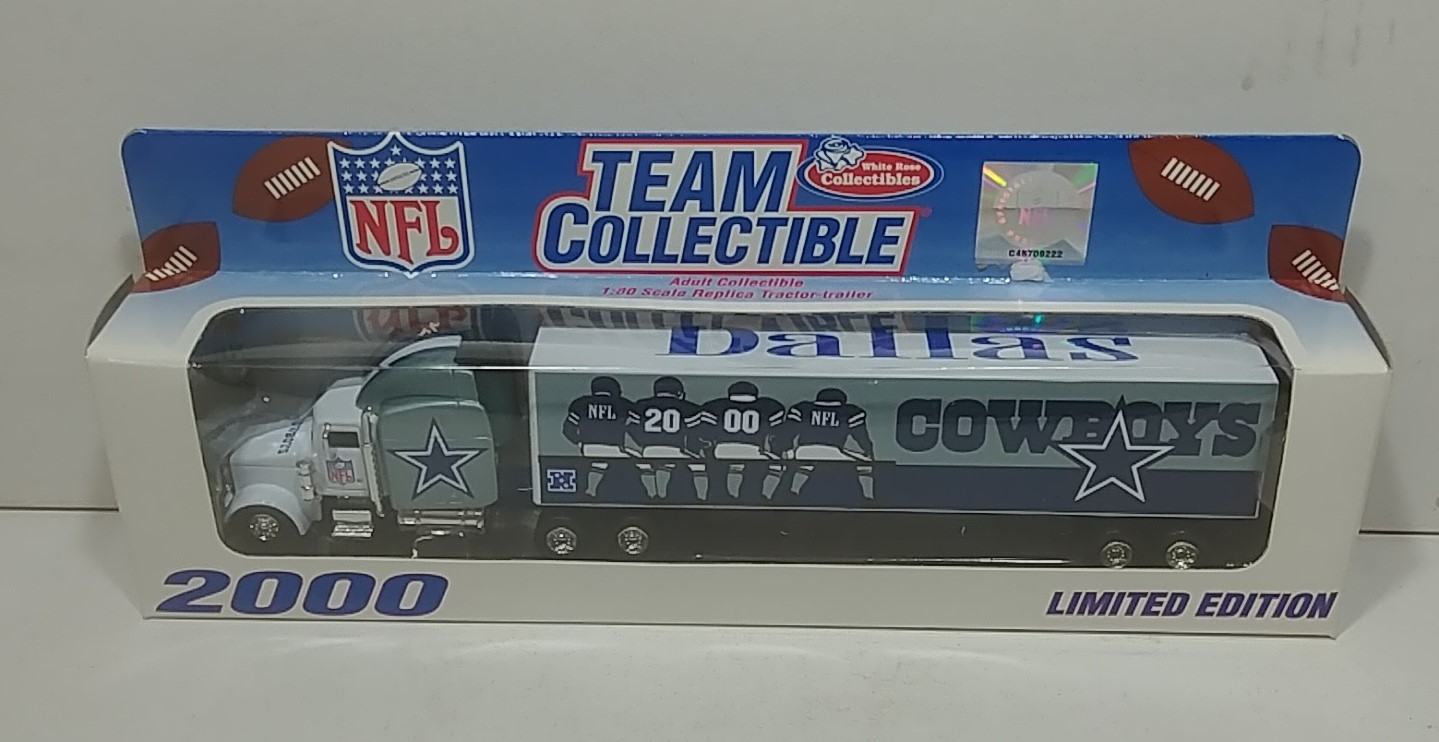 NFL
TEAM
COLLECTIBLE
White Rose
Collectibles
C48709222
Adult Collectible
1:80 Scale Replica Tractor-trailer
Dallas
NFL 20 00 NFL
COWBOYS
NFL
2000
LIMITED EDITION